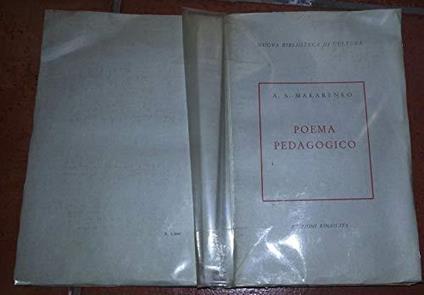 NUOVA BIBLIOTECA DI CULTURA
A. S. MAKARENKO
POEMA
PEDAGOGICO
EDIZIONI RINASCITA